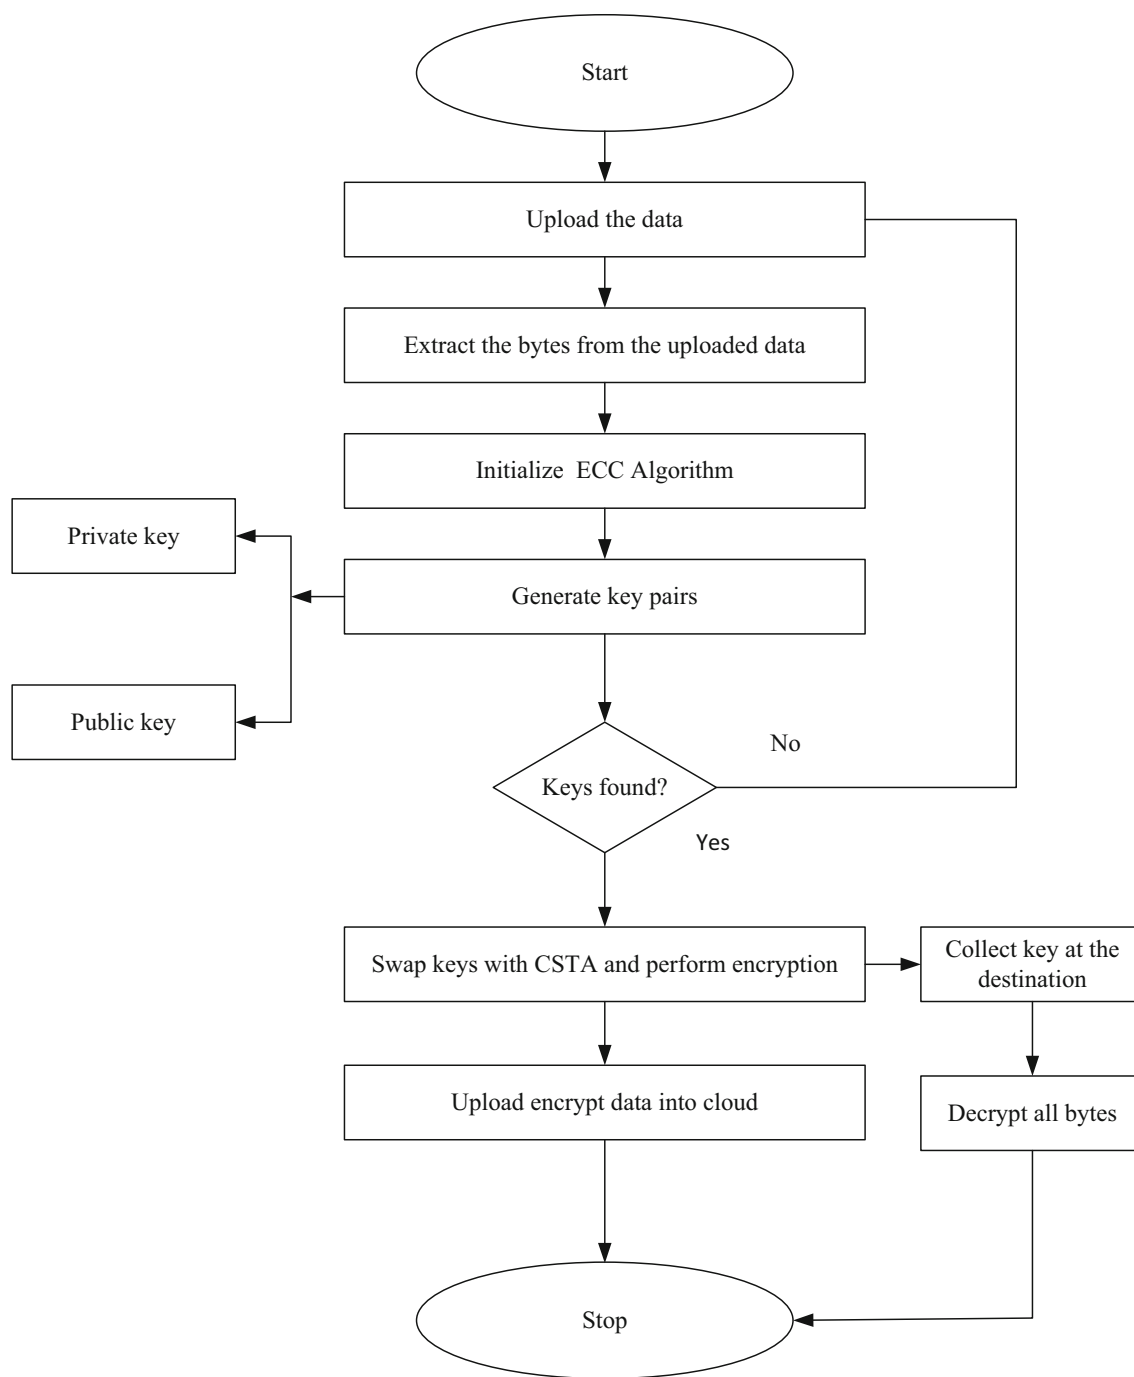 Start
Upload the data
Extract the bytes from the uploaded data
Initialize  ECC Algorithm
Private key
Generate key pairs
Public key
No
Keys found?
Yes
Swap keys with CSTA and perform encryption
Collect key at the
destination
Upload encrypt data into cloud
Decrypt all bytes
Stop